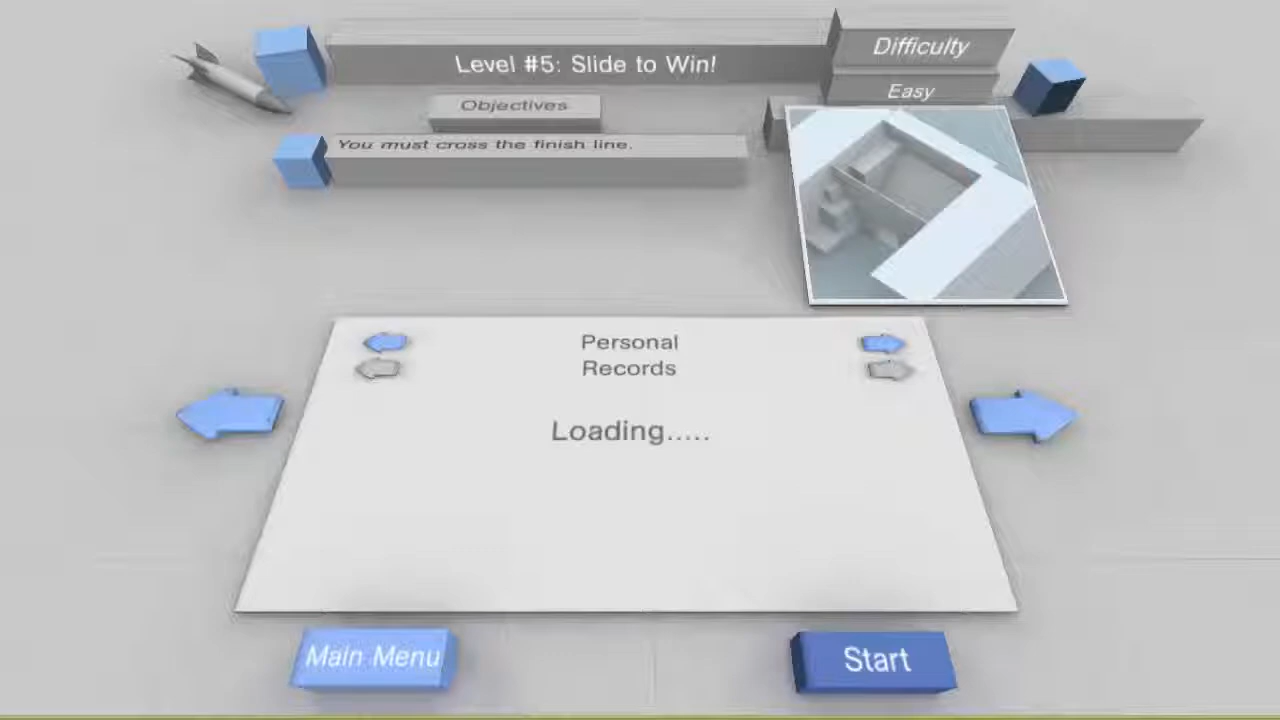 Level #5: Slide to Win!
Difficulty
Easy
Objectives
You must cross the finish line.
Personal
Records
Loading.....
Main Menu
Start